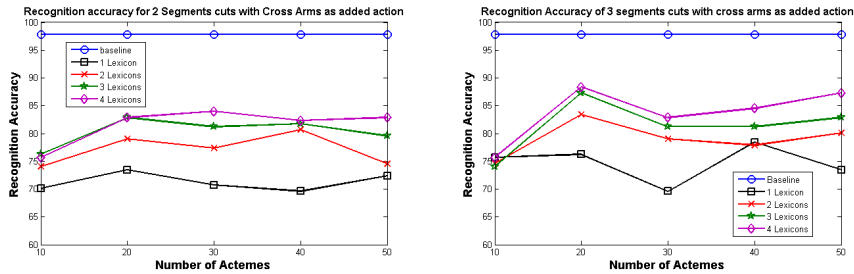 Recognition accuracy for 2 Segments cuts with Cross Arms as added action
100
95
90
85
80
75
70
65
60
10
20
30
40
50
Recognition Accuracy
Number of Actemes
baseline
1 Lexicon
2 Lexicons
3 Lexicons
4 Lexicons
Recognition Accuracy of 3 segments cuts with cross arms as added action
100
95
90
85
80
75
70
65
60
10
20
30
40
50
Recognition Accuracy
Number of Actemes
Baseline
1 Lexicon
2 Lexicons
3 Lexicons
4 Lexicons